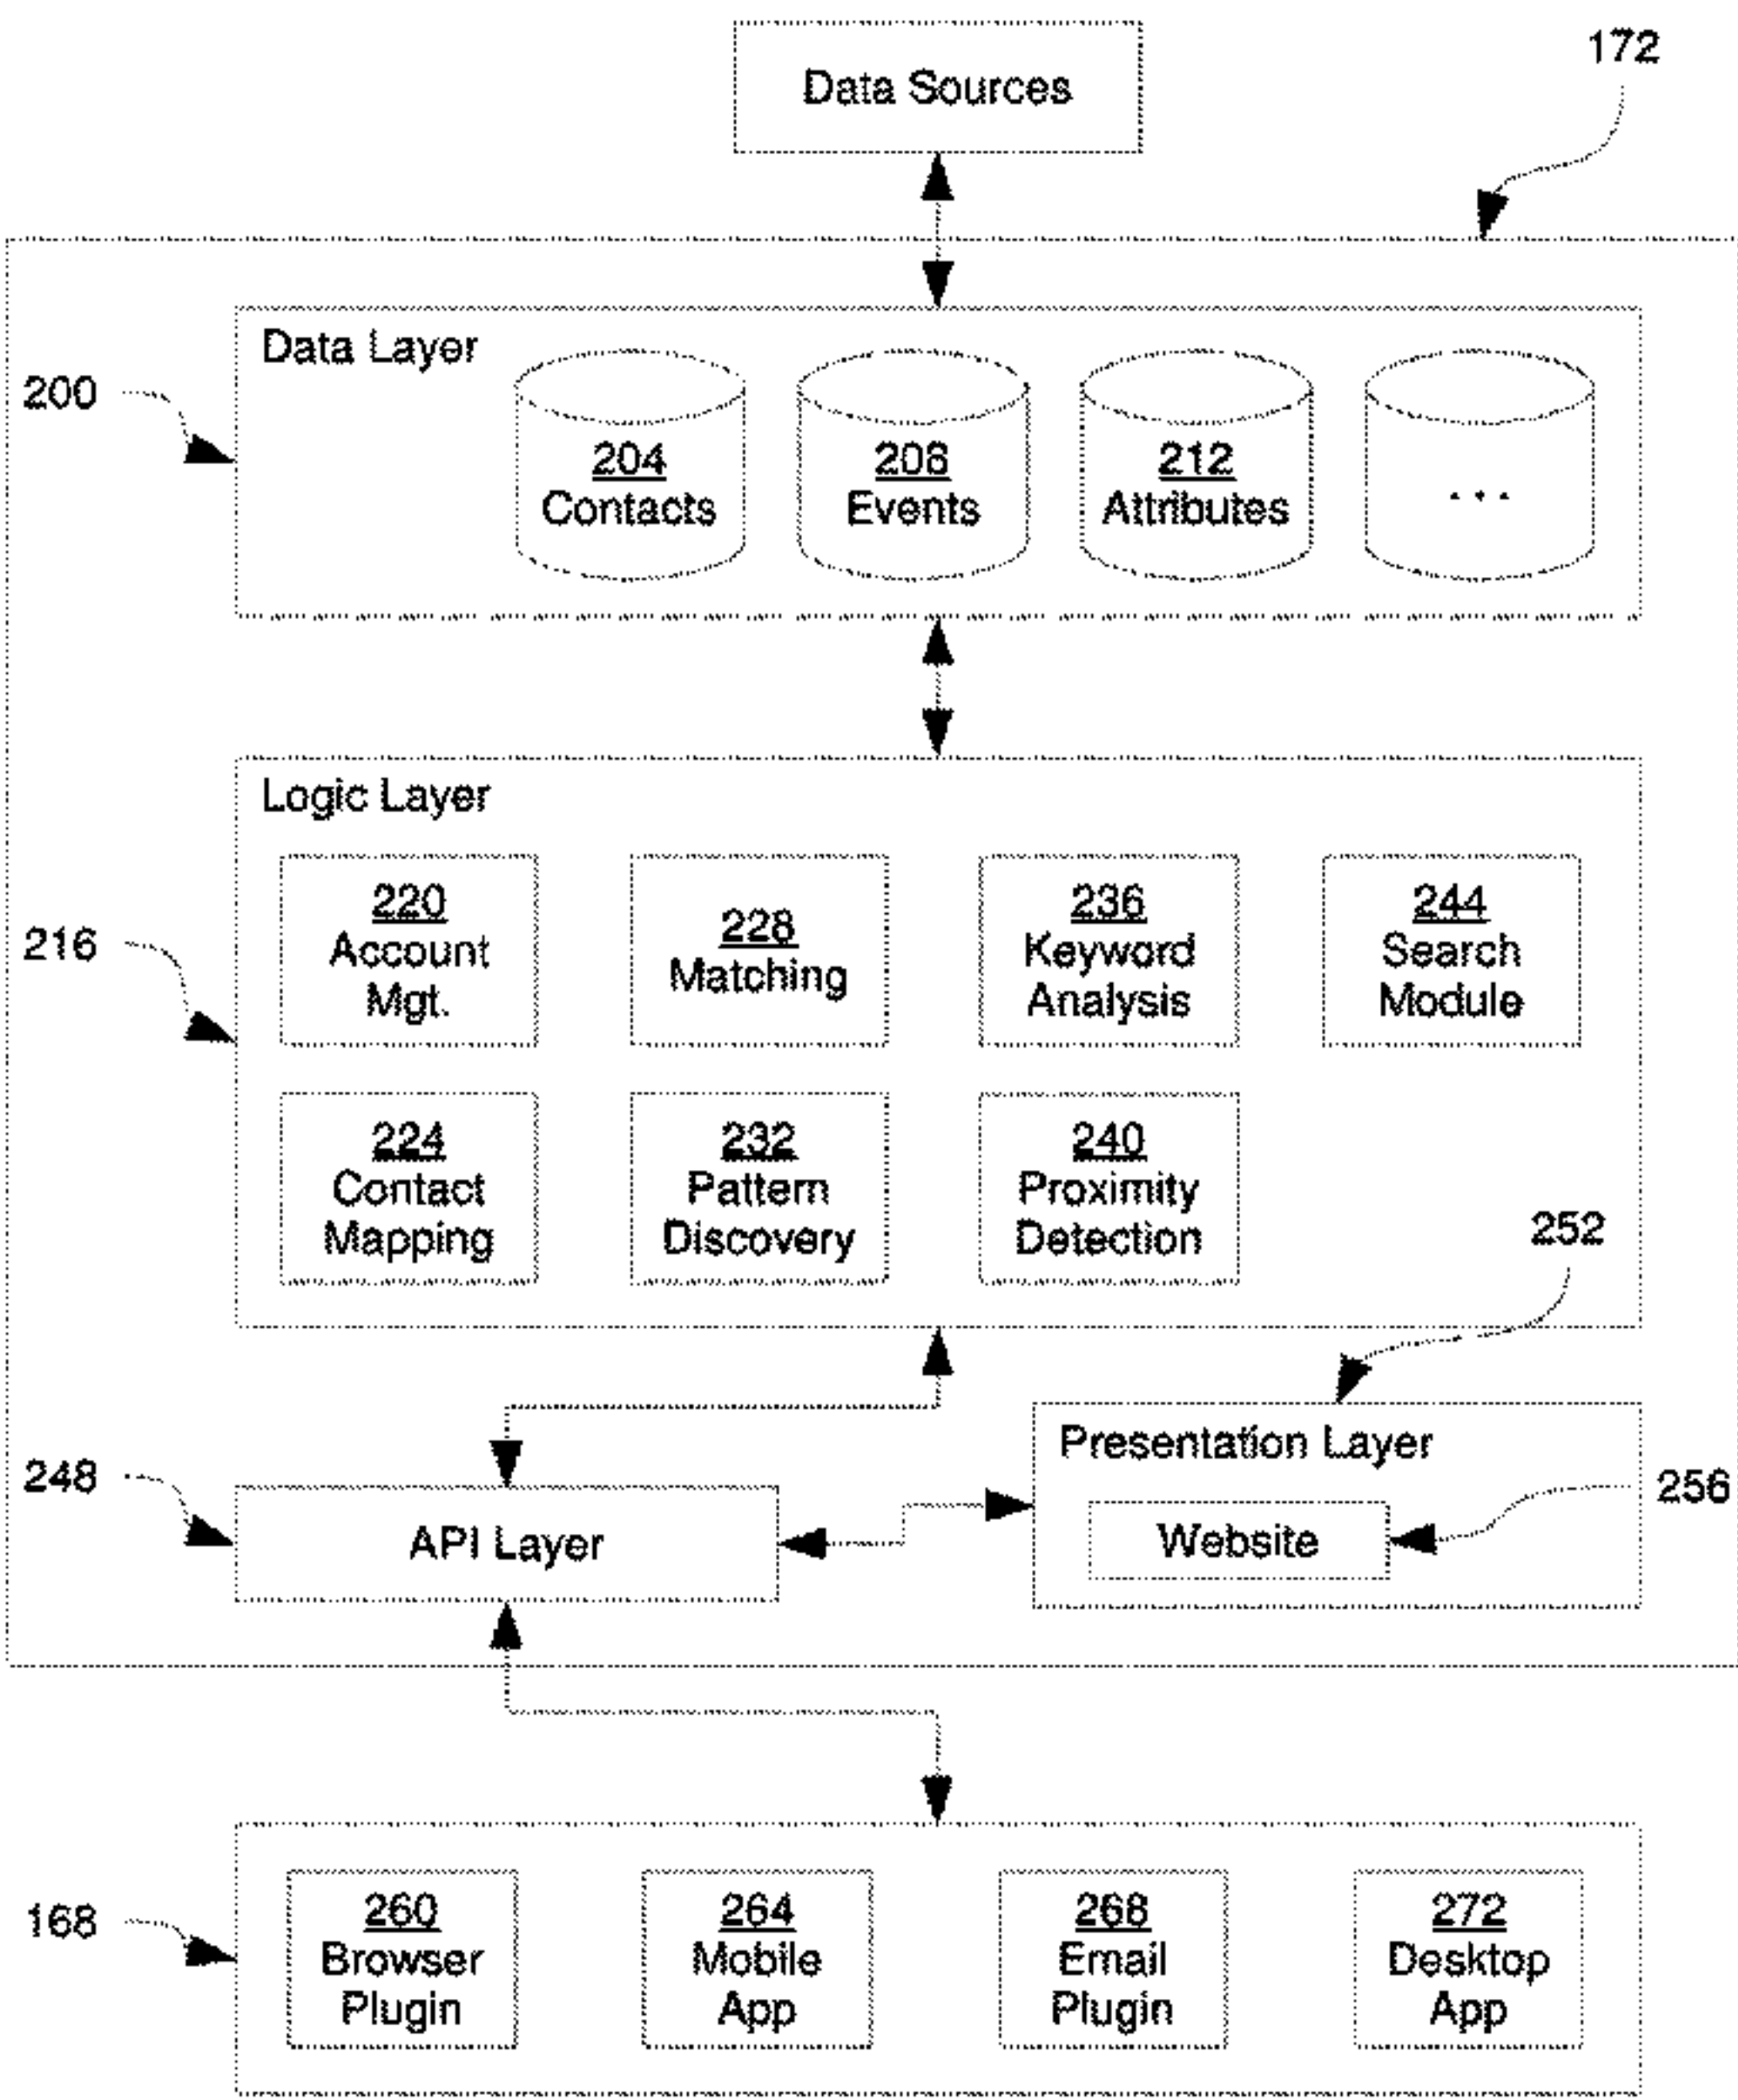 Data Sources
172
Data Layer
200
204
Contacts
208
Events
212
Attributes
...
Logic Layer
216
220
Account
Mgt.
228
Matching
236
Keyword
Analysis
244
Search
Module
224
Contact
Mapping
232
Pattern
Discovery
240
Proximity
Detection
252
248
API Layer
Presentation Layer
Website
256
168
260
Browser
Plugin
264
Mobile
App
268
Email
Plugin
272
Desktop
App